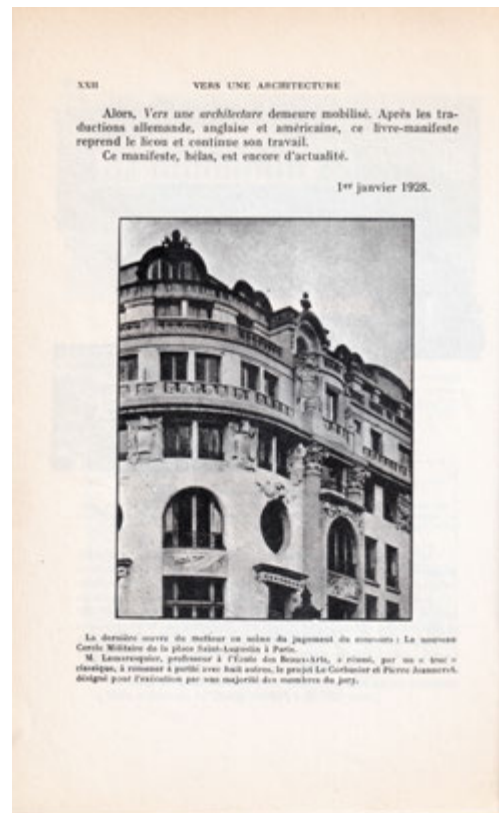 XXII VERS UNE ARCHITECTURE
Alors, Vers une architecture demeure mobilisé. Après les tra-
ductions allemande, anglaise et américaine, ce livre-manifeste
reprend le licou et continue son travail.
Ce manifeste, hélas, est encore d'actualité.
1er janvier 1928.
La dernière œuvre du metteur en scène du jugement du concours : Le nouveau
Cercle Militaire de la place Saint-Augustin à Paris.
M. Lemaresquier, professeur à l'École des Beaux-Arts, a réussi, par un « truc »
classique, à ramener à parité avec huit autres, le projet Le Corbusier et Pierre Jeanneret,
désigné pour l'exécution par une majorité des membres du jury.